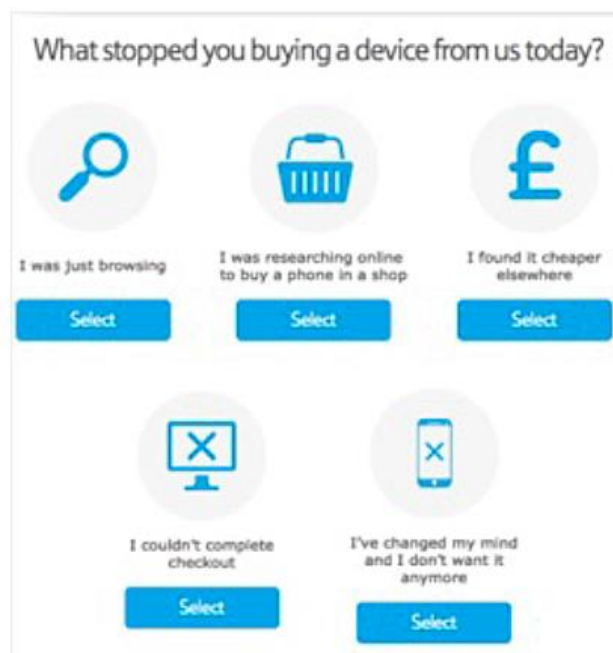 What stopped you buying a device from us today?
I was just browsing
I was researching online
to buy a phone in a shop
I found it cheaper
elsewhere
Select
Select
Select
I couldn't complete
checkout
I've changed my mind
and I don't want it
anymore
Select
Select